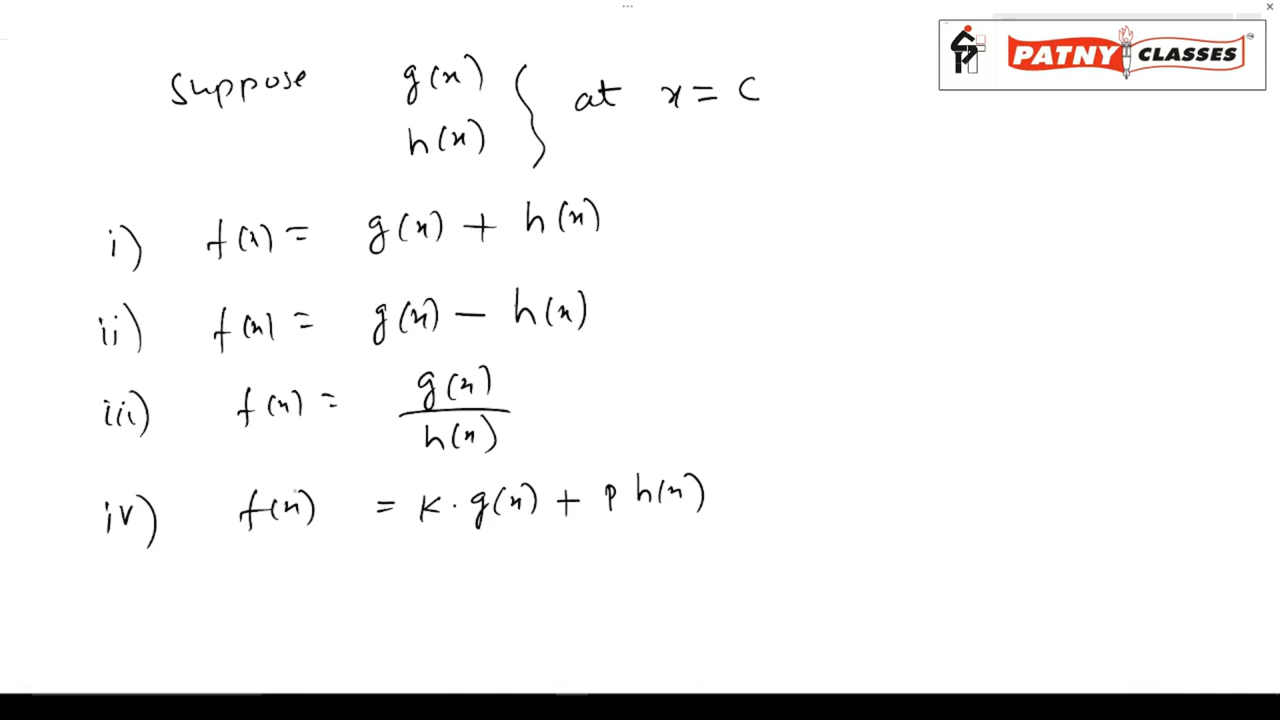 PATNY CLASSES
Suppose g(x) } at x = c
h(x)
i) f(x) = g(x) + h(x)
ii) f(x) = g(x) - h(x)
iii) f(x) = g(x)
h(x)
iv) f(x) = K. g(x) + p h(x)